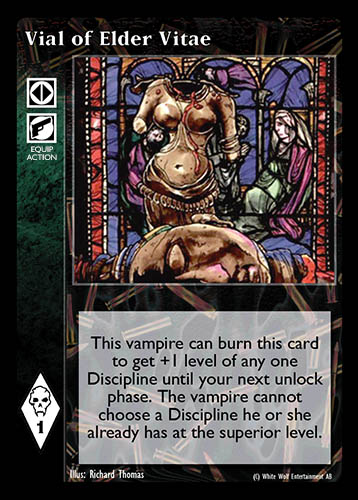 Vial of Elder Vitae
EQUIP
ACTION
This vampire can burn this card
to get +1 level of any one
Discipline until your next unlock
phase. The vampire cannot
choose a Discipline he or she
already has at the superior level.
1
Illus: Richard Thomas
(C) White Wolf Entertainment AB